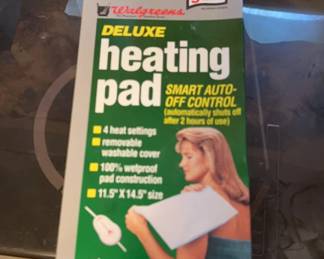 Walgreens
DELUXE
heating
pad
SMART AUTO-
OFF CONTROL
(automatically shuts off
after 2 hours of use)
4 heat settings
removable
washable cover
100% wetproof
pad construction
11.5" X 14.5" size